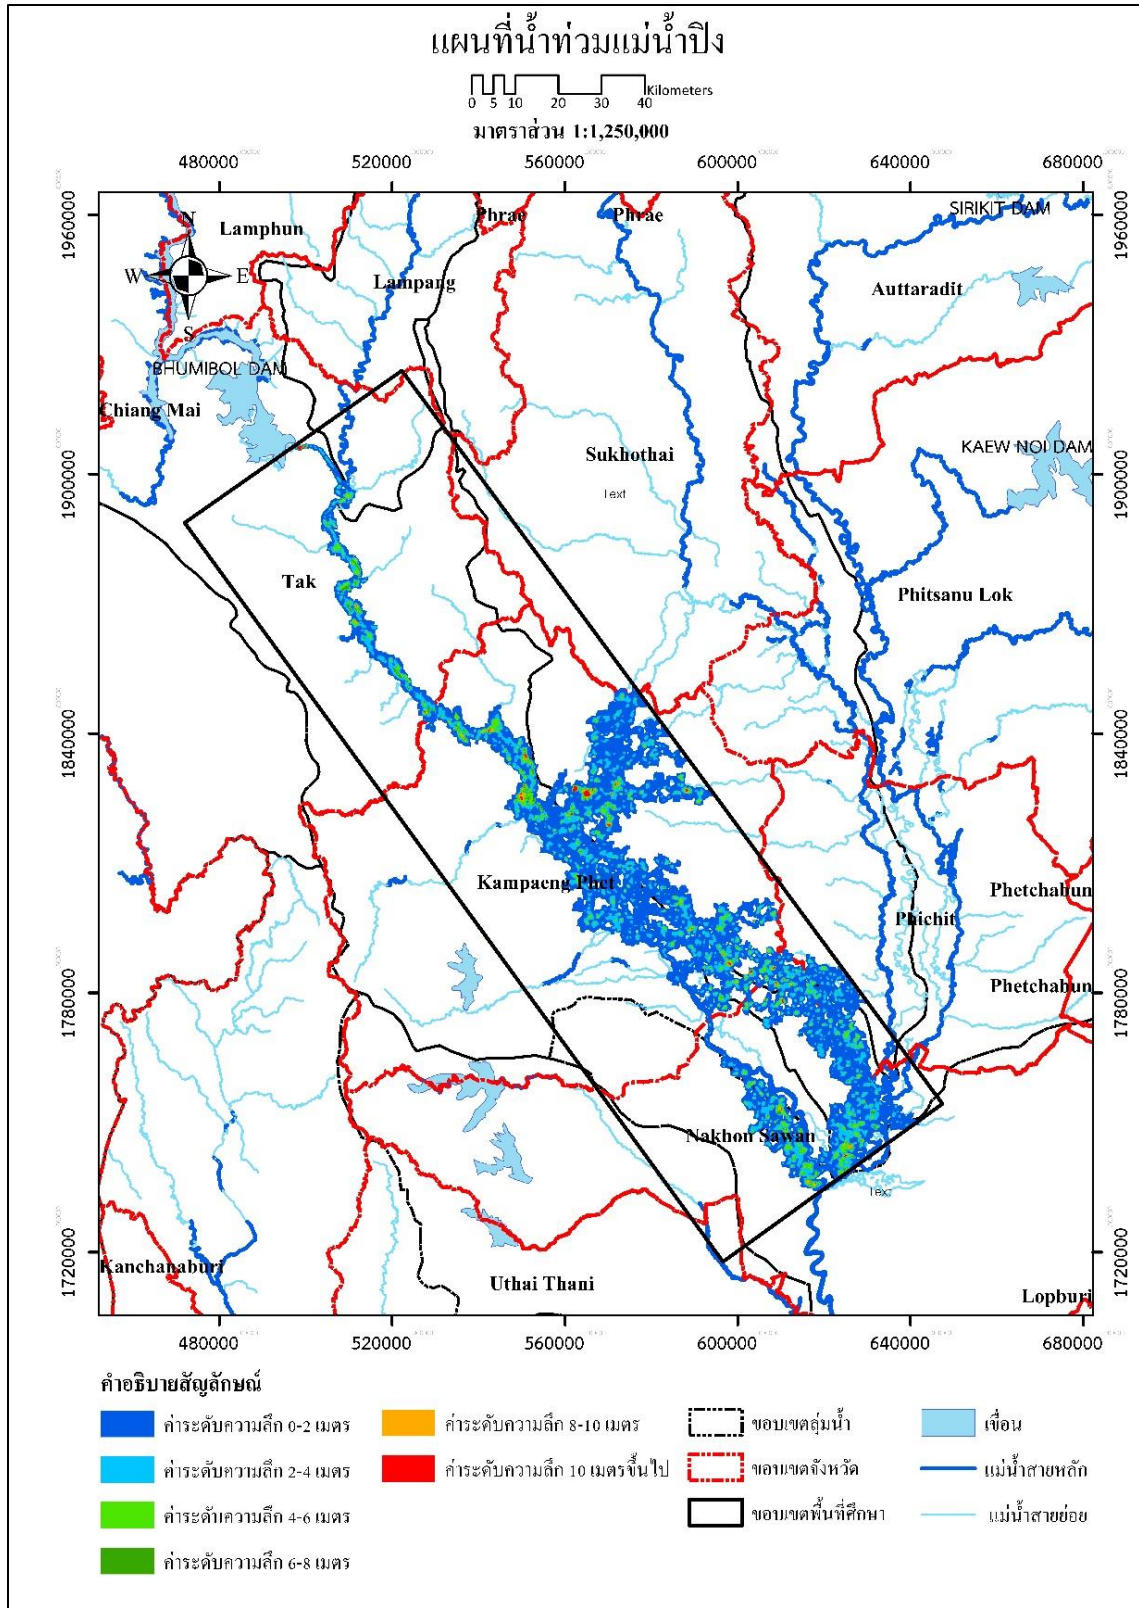 แผนที่น้ำท่วมแม่น้ำปิง
0 5 10 20 30 40 Kilometers
มาตราส่วน 1:1,250,000
480000 520000 560000 600000 640000 680000
1960000 1960000
1900000 1900000
1840000 1840000
1780000 1780000
1720000 1720000
N
W E
S
Lamphun
Phrae
Phrae
SIRIKIT DAM
Lampang
Auttaradit
BHUMIBOL DAM
Chiang Mai
Sukhothai
KAEW NOI DAM
Text
Tak
Phitsanu Lok
Kampaeng Phet
Phetchabun
Phichit
Phetchabun
Nakhon Sawan
Text
Kanchanaburi
Uthai Thani
Lopburi
480000 520000 560000 600000 640000 680000
คำอธิบายสัญลักษณ์
ค่าระดับความลึก 0-2 เมตร
ค่าระดับความลึก 2-4 เมตร
ค่าระดับความลึก 4-6 เมตร
ค่าระดับความลึก 6-8 เมตร
ค่าระดับความลึก 8-10 เมตร
ค่าระดับความลึก 10 เมตรขึ้นไป
ขอบเขตลุ่มน้ำ
ขอบเขตจังหวัด
ขอบเขตพื้นที่ศึกษา
เขื่อน
แม่น้ำสายหลัก
แม่น้ำสายย่อย